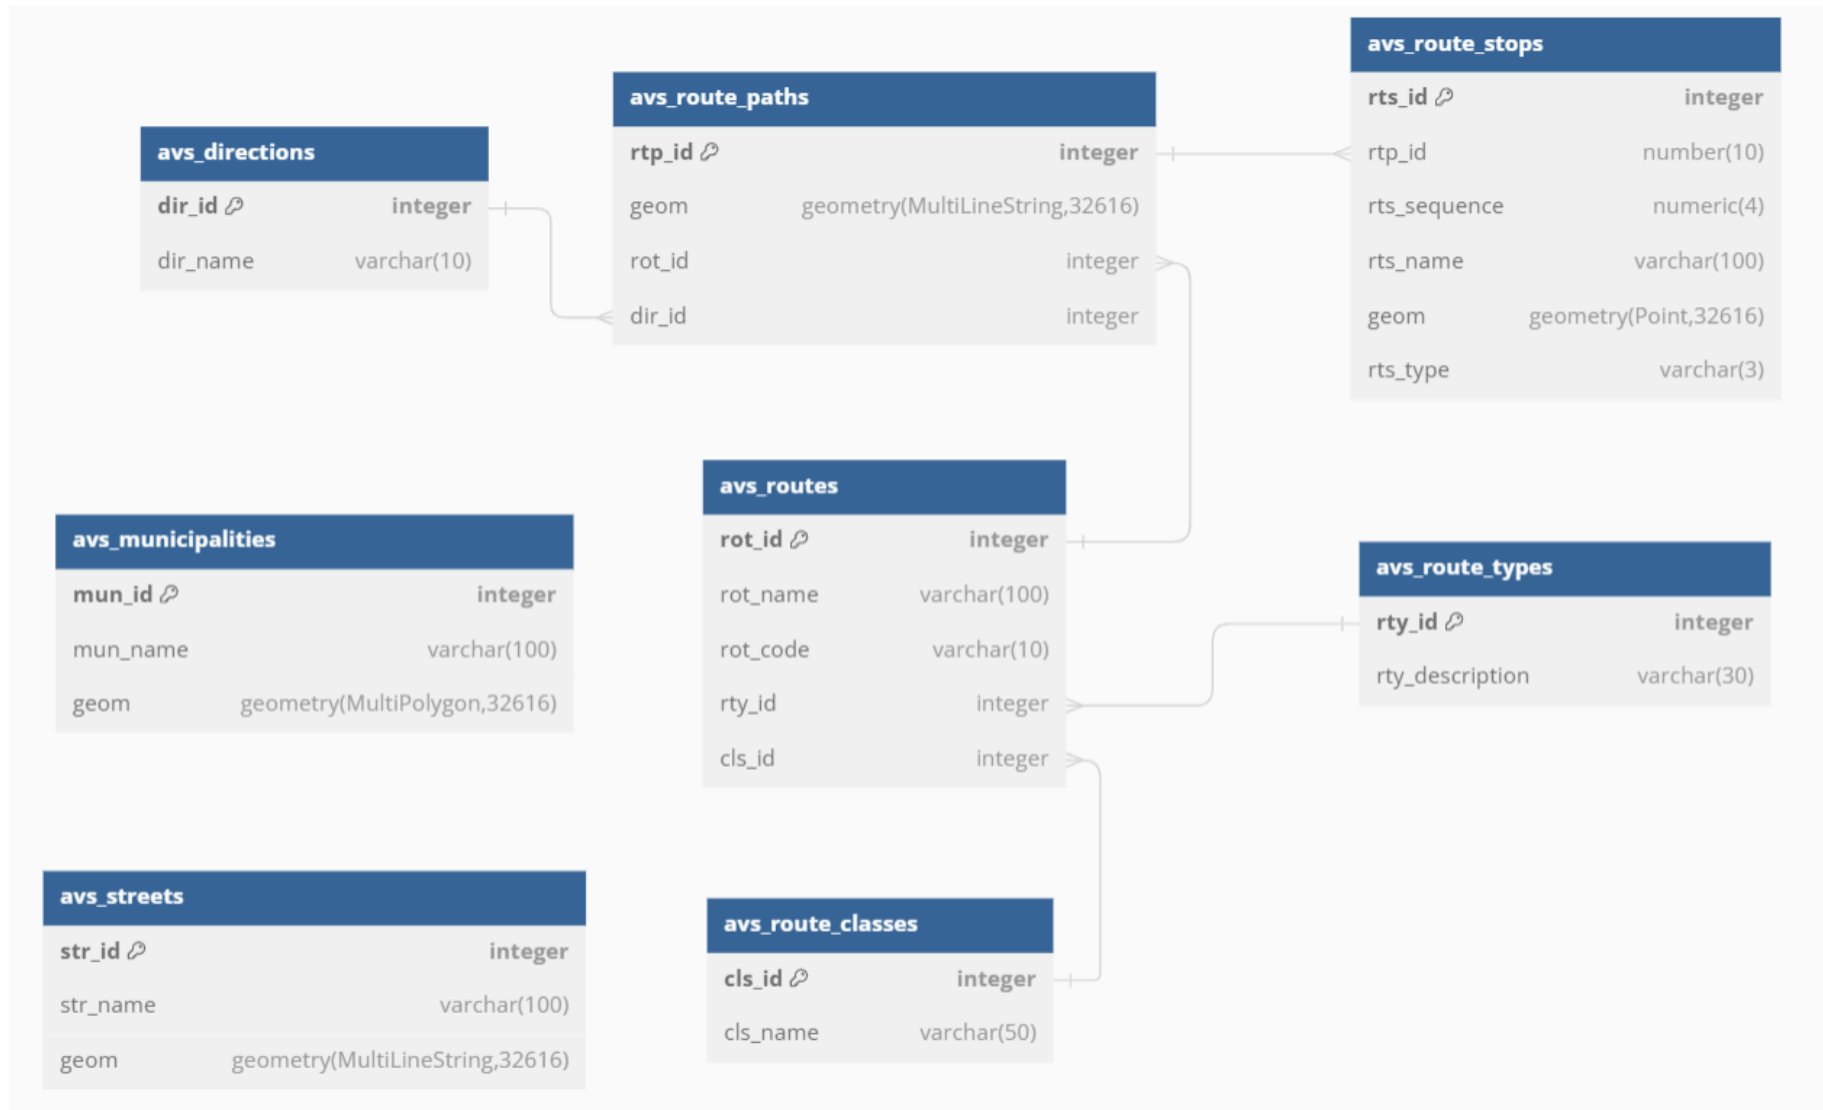 avs_directions
dir_id integer
dir_name varchar(10)
avs_route_paths
rtp_id integer
geom geometry(MultiLineString,32616)
rot_id integer
dir_id integer
avs_route_stops
rts_id integer
rtp_id number(10)
rts_sequence numeric(4)
rts_name varchar(100)
geom geometry(Point,32616)
rts_type varchar(3)
avs_municipalities
mun_id integer
mun_name varchar(100)
geom geometry(MultiPolygon,32616)
avs_routes
rot_id integer
rot_name varchar(100)
rot_code varchar(10)
rty_id integer
cls_id integer
avs_route_types
rty_id integer
rty_description varchar(30)
avs_streets
str_id integer
str_name varchar(100)
geom geometry(MultiLineString,32616)
avs_route_classes
cls_id integer
cls_name varchar(50)